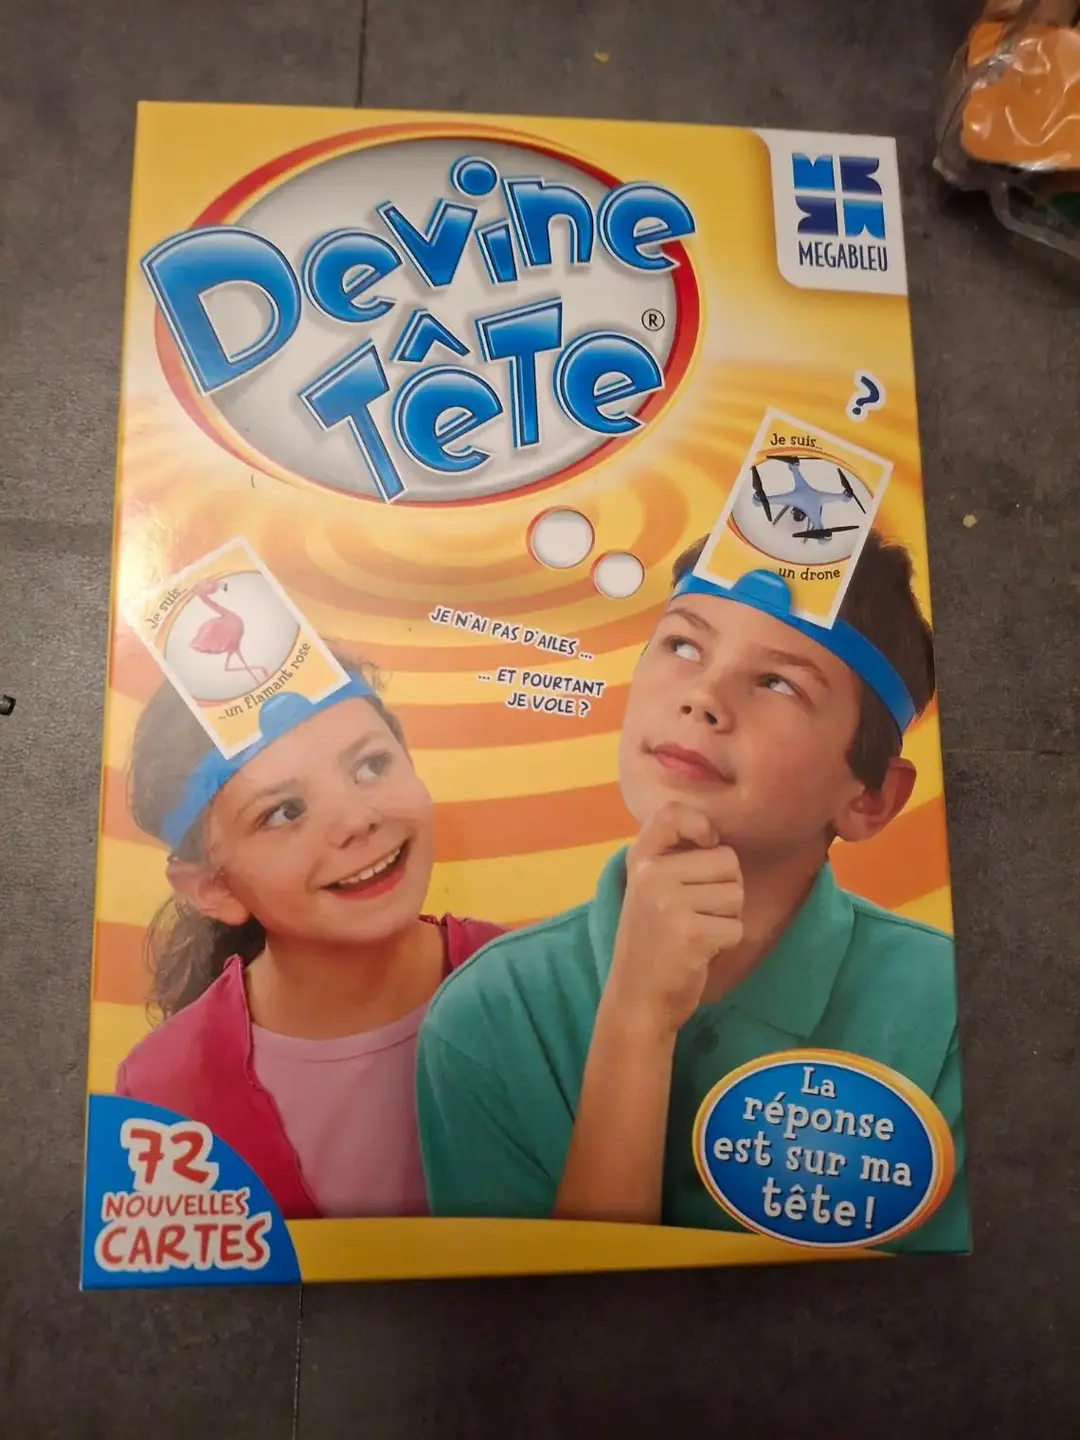 Devine
Tête®
MEGABLEU
?
Je suis...
...un drone
Je suis...
...un flamant rose
JE N'AI PAS D'AILES ...
... ET POURTANT
JE VOLE ?
72
NOUVELLES
CARTES
La
réponse
est sur ma
tête !